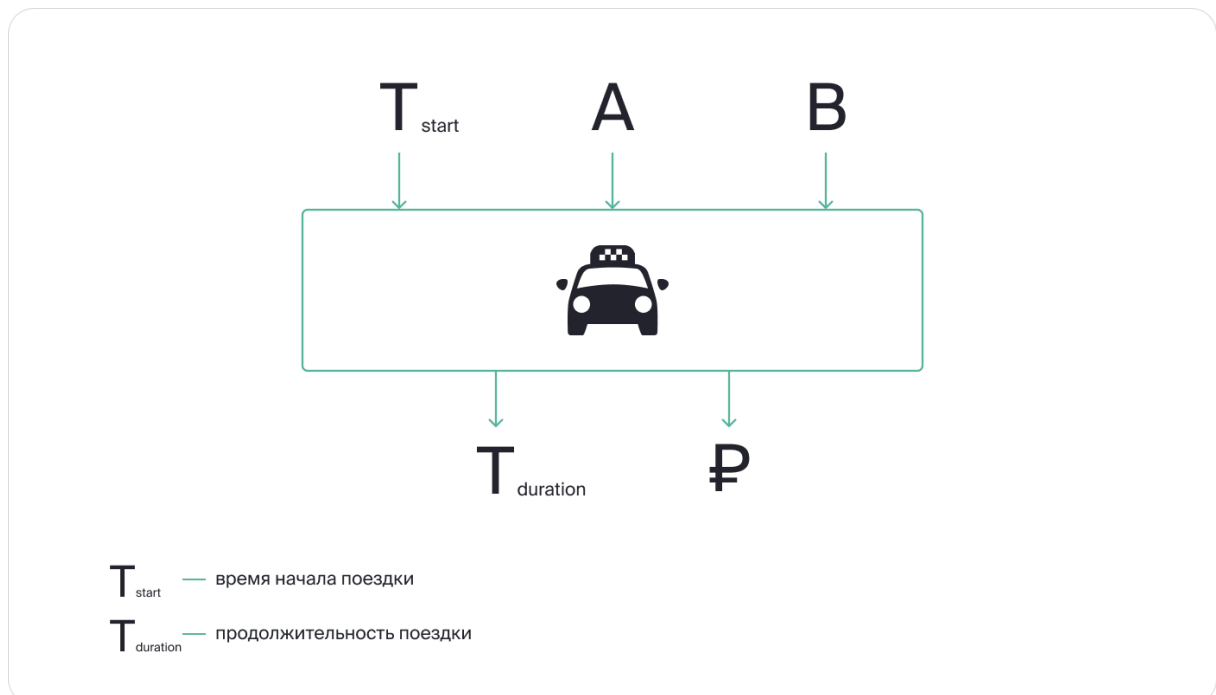 T start A B
T duration ₽
T start — время начала поездки
T duration — продолжительность поездки